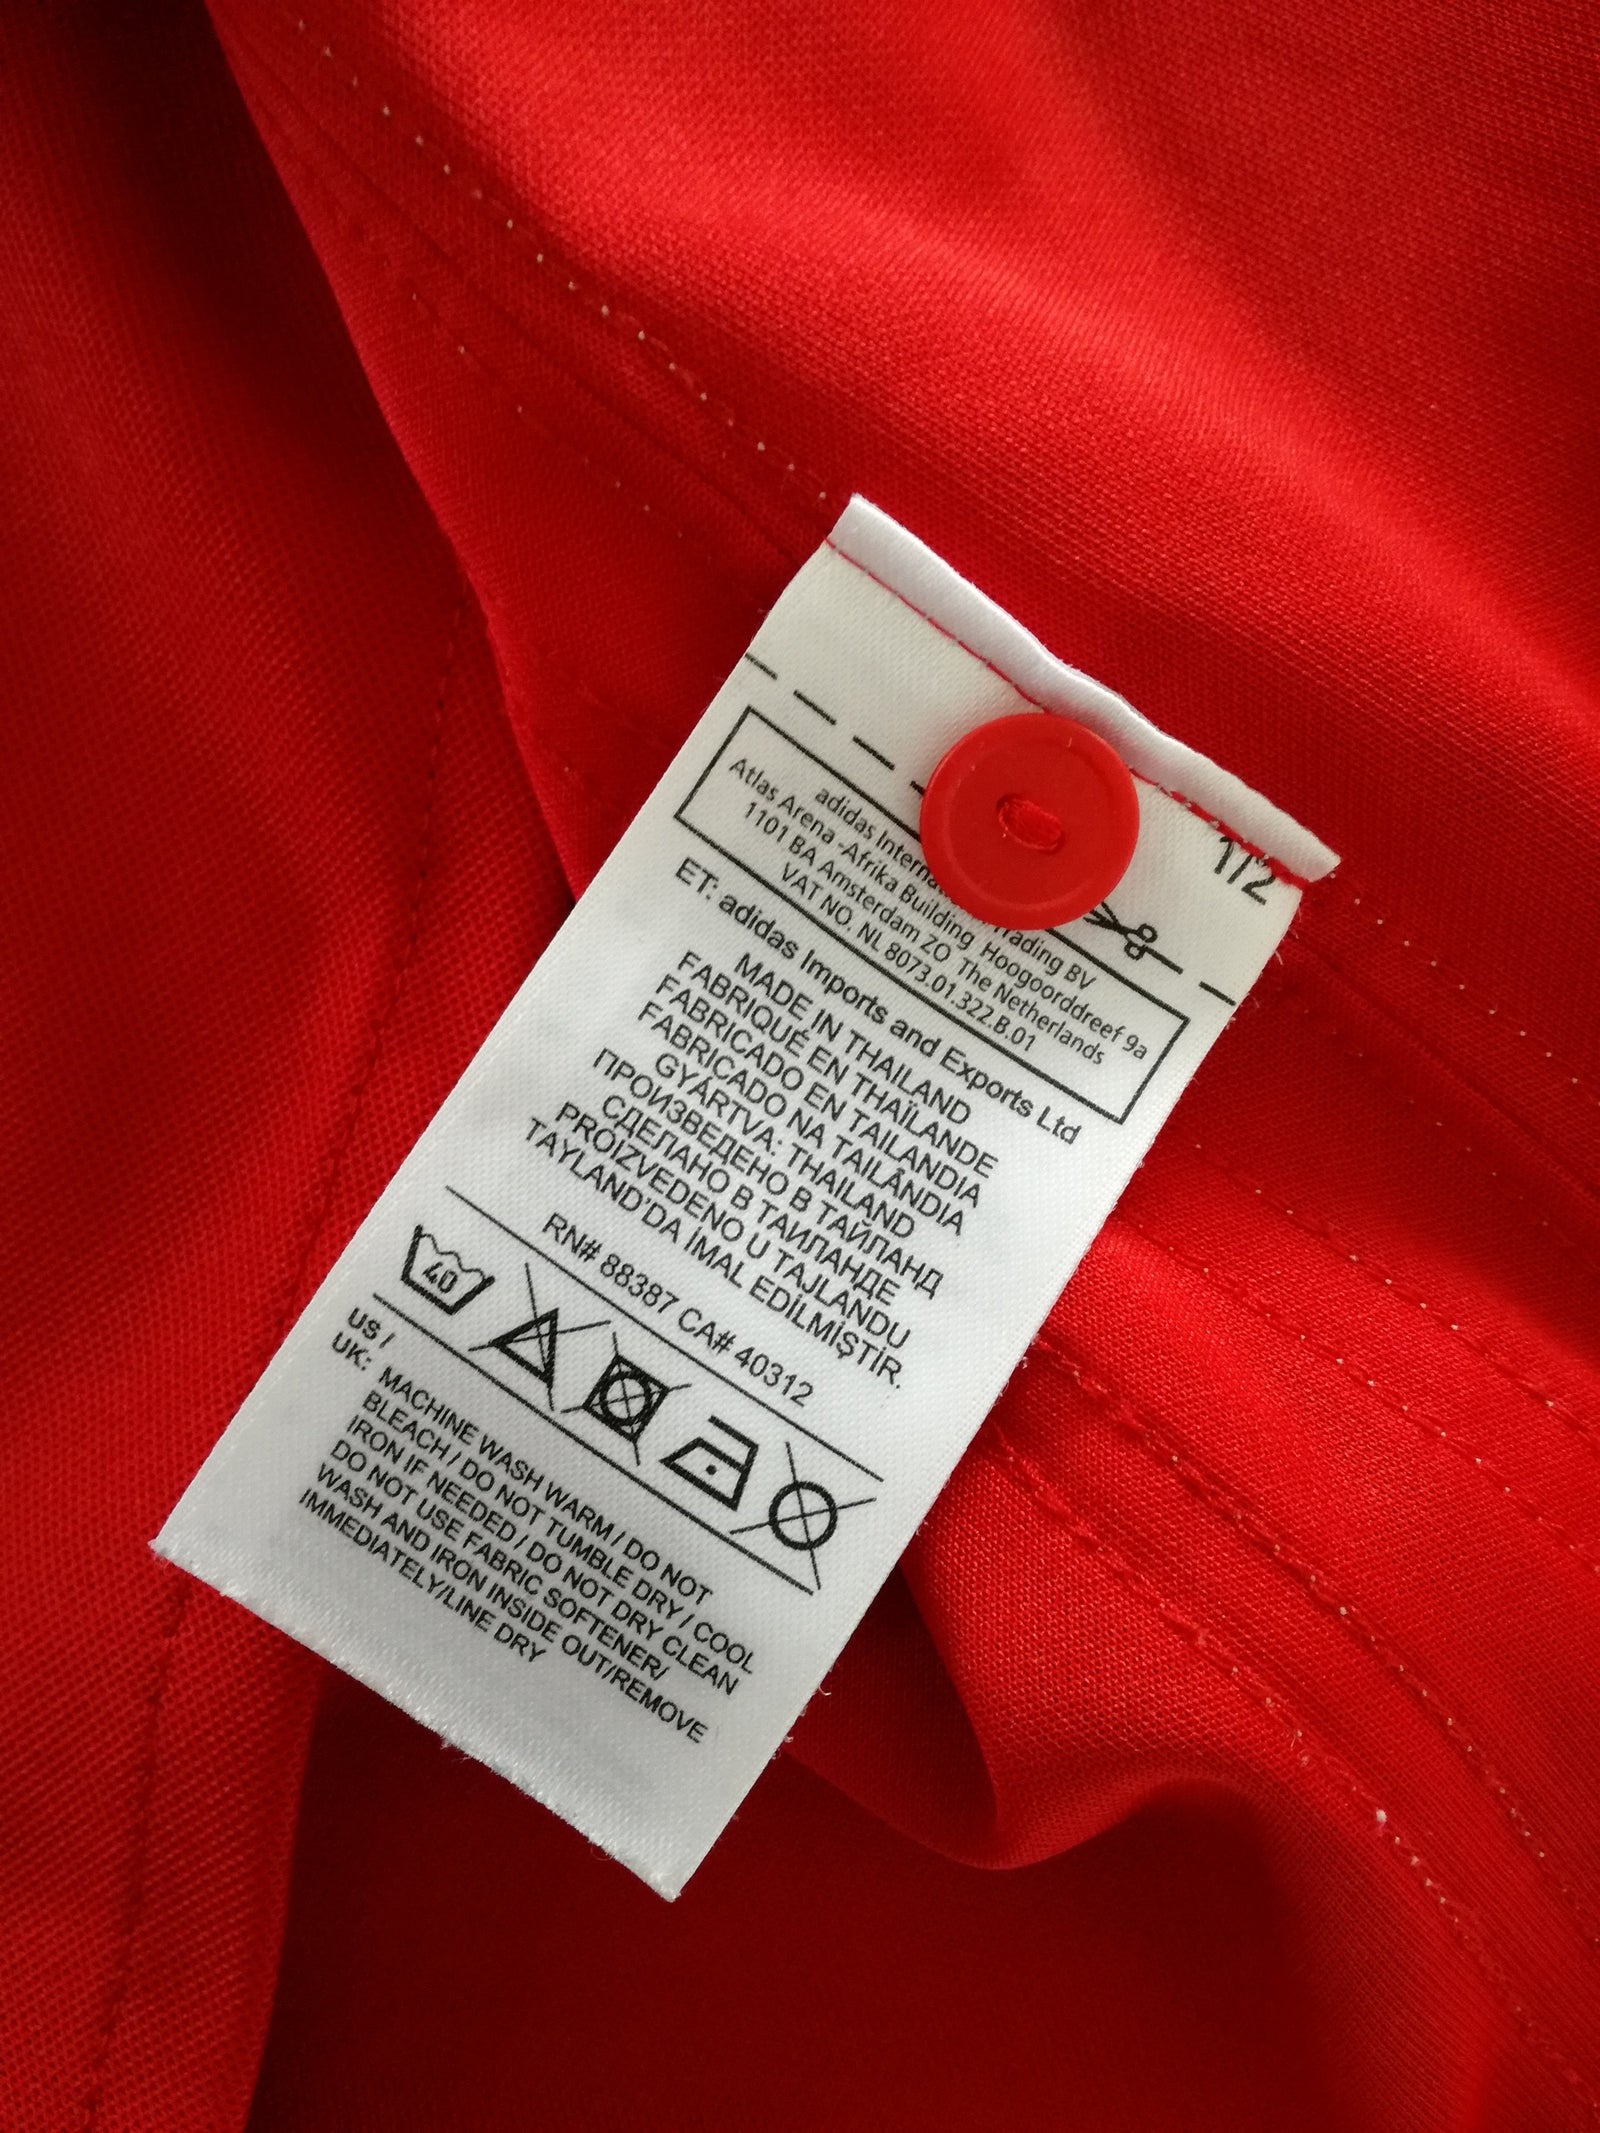 1/2
adidas Trading BV
Atlas Arena -Afrika Building Hoogoorddreef 9a
1101 BA Amsterdam ZO The Netherlands
VAT NO. NL 8073.01.322.B.01
ET: adidas Imports and Exports Ltd
MADE IN THAILAND
FABRIQUÉ EN THAÏLANDE
FABRICADO EN TAILANDIA
FABRICADO NA TAILÂNDIA
GYÁRTVA: THAILAND
ПРОИЗВЕДЕНО В ТАЙЛАНД
СДЕЛАНО В ТАИЛАНДЕ
PROIZVEDENO U TAJLANDU
TAYLAND'DA İMAL EDİLMİŞTİR.
RN# 88387 CA# 40312
40
US /
UK: MACHINE WASH WARM / DO NOT
BLEACH / DO NOT TUMBLE DRY / COOL
IRON IF NEEDED / DO NOT DRY CLEAN
DO NOT USE FABRIC SOFTENER/
WASH AND IRON INSIDE OUT/REMOVE
IMMEDIATELY/LINE DRY